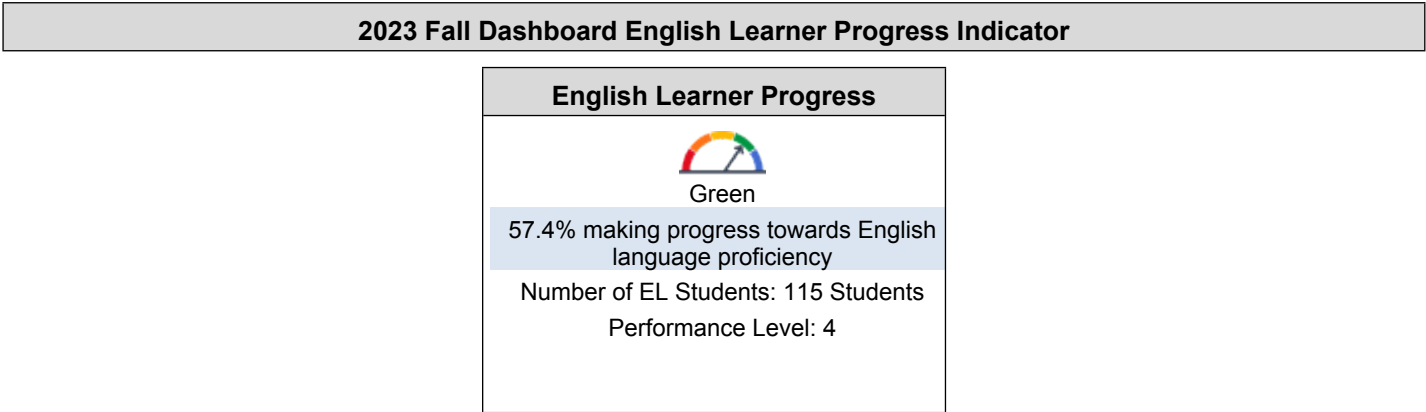 2023 Fall Dashboard English Learner Progress Indicator
English Learner Progress
Green
57.4% making progress towards English
language proficiency
Number of EL Students: 115 Students
Performance Level: 4